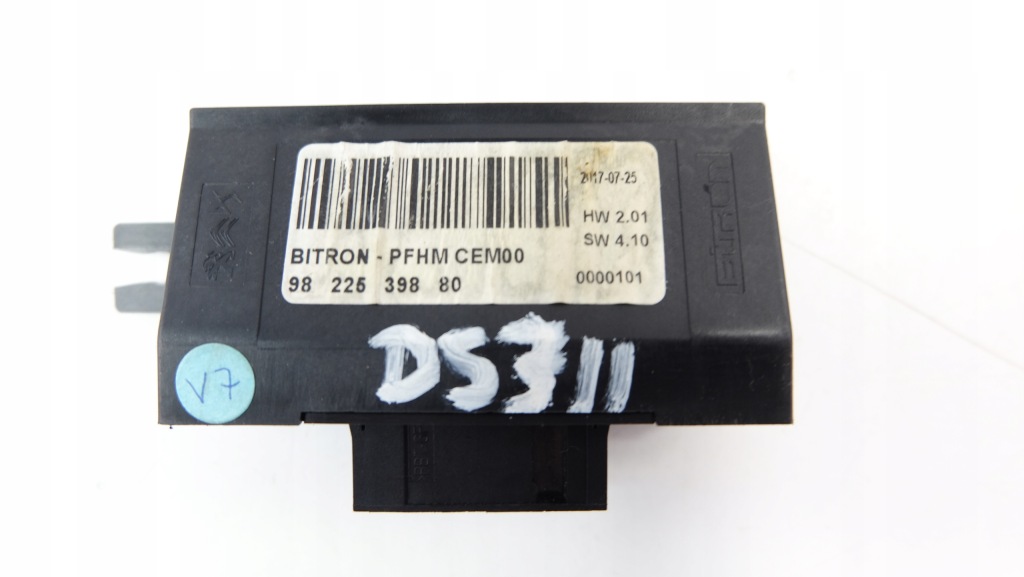 2017-07-25
HW 2.01
SW 4.10
BITRON - PFHM CEM00
98 225 398 80
0000101
bitron
DS3 II
V7